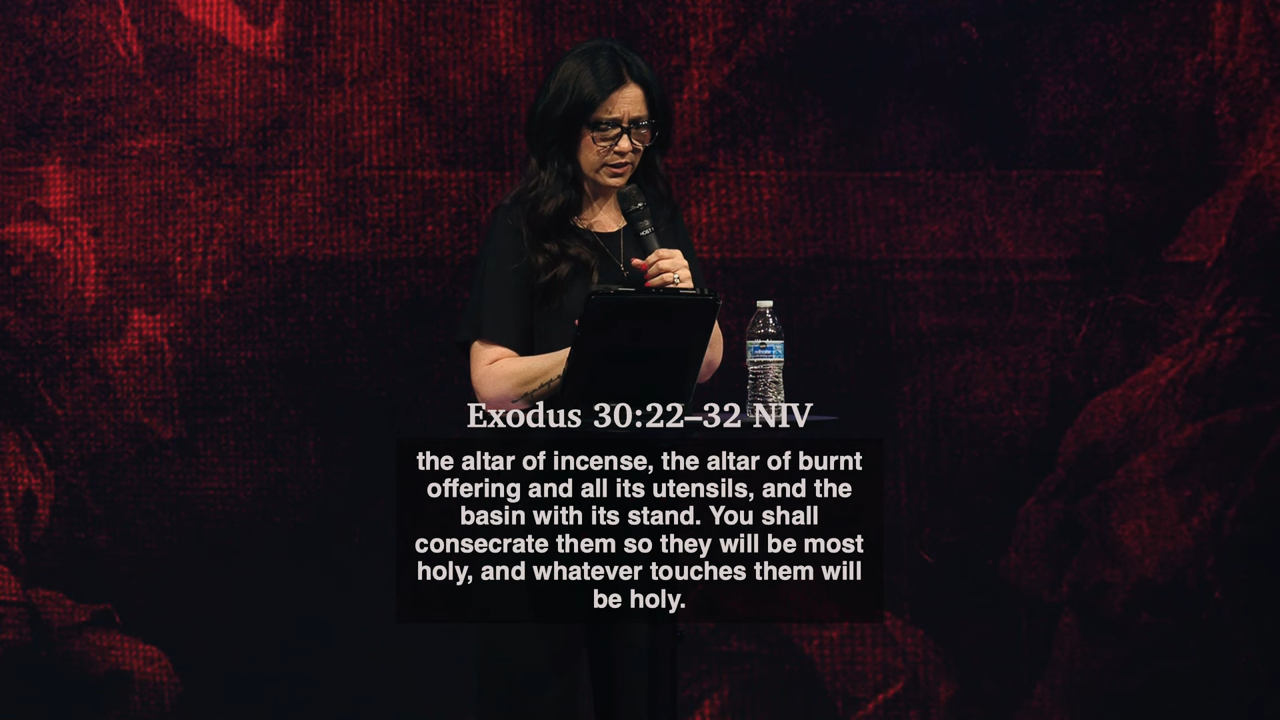 Exodus 30:22–32 NIV
the altar of incense, the altar of burnt
offering and all its utensils, and the
basin with its stand. You shall
consecrate them so they will be most
holy, and whatever touches them will
be holy.